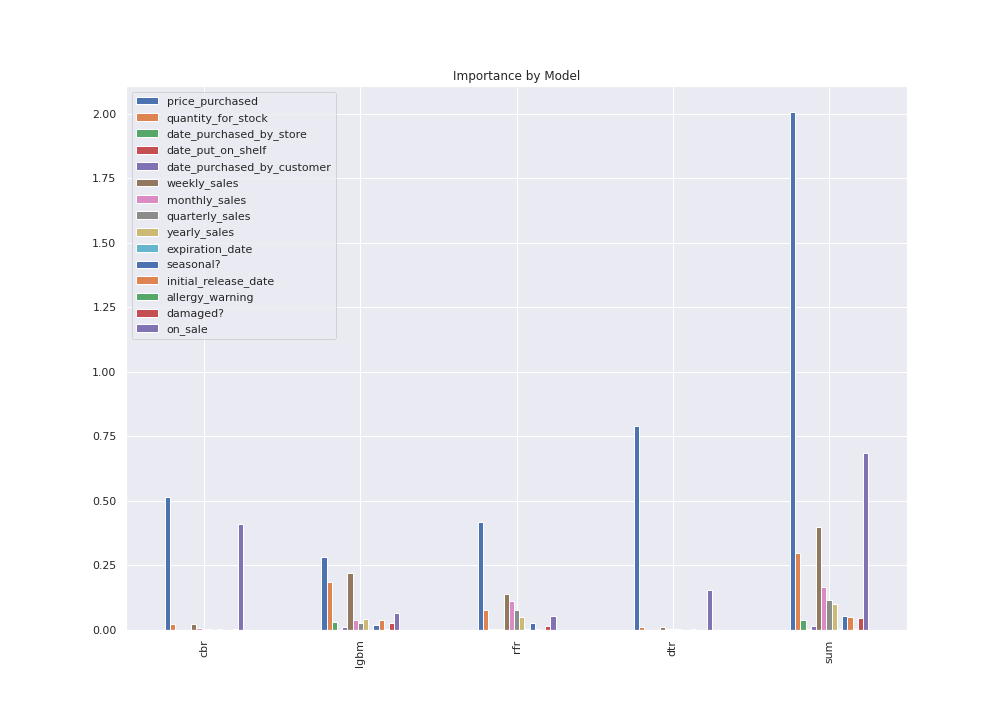 Importance by Model
2.00
1.75
1.50
1.25
1.00
0.75
0.50
0.25
0.00
price_purchased
quantity_for_stock
date_purchased_by_store
date_put_on_shelf
date_purchased_by_customer
weekly_sales
monthly_sales
quarterly_sales
yearly_sales
expiration_date
seasonal?
initial_release_date
allergy_warning
damaged?
on_sale
cbr
lgbm
rfr
dtr
sum